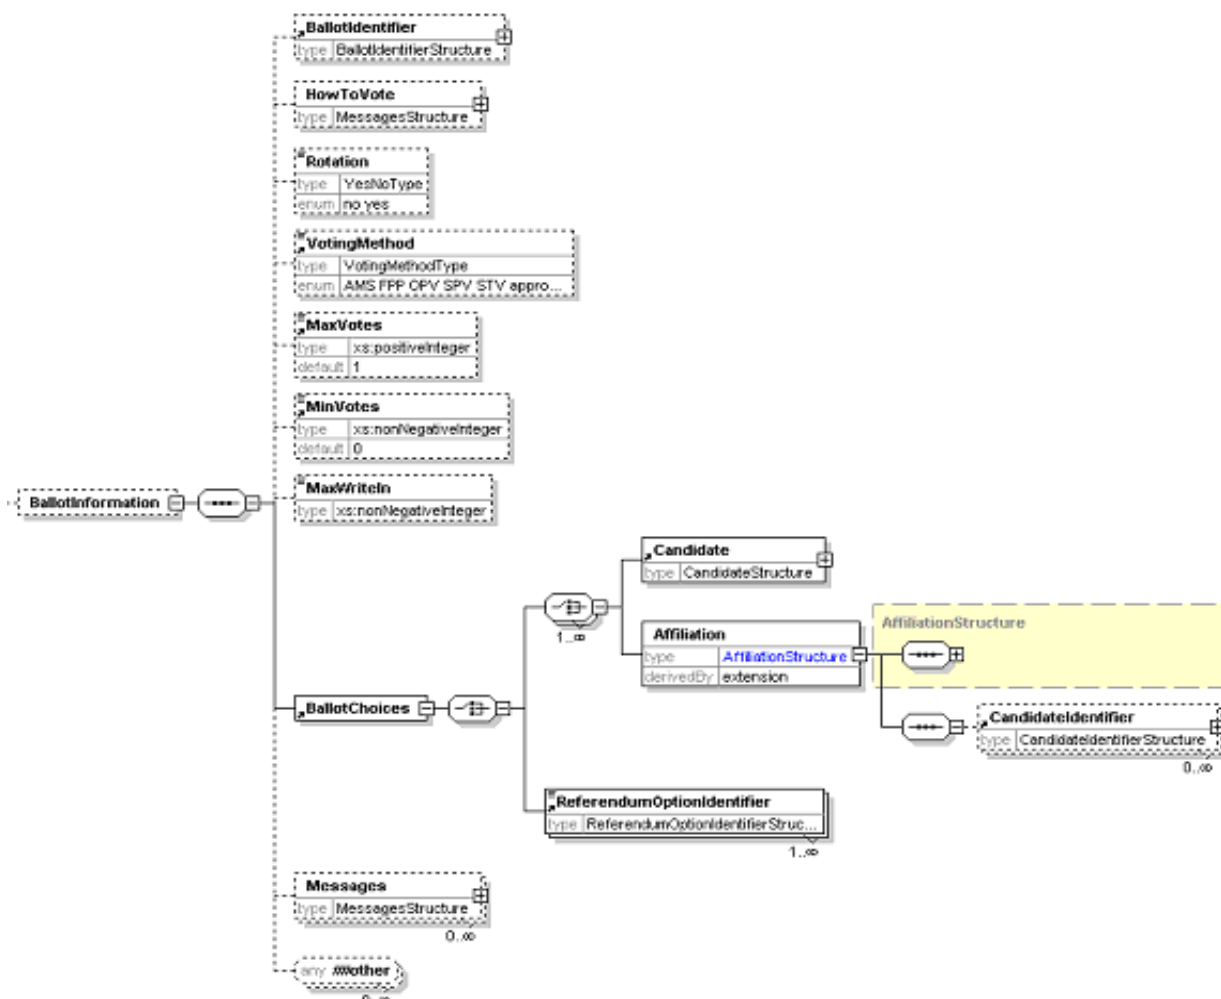 BallotIdentifier
type BallotIdentifierStructure
HowToVote
type MessagesStructure
Rotation
type YesNoType
enum no yes
VotingMethod
type VotingMethodType
enum AMS FPP OPV SPV STV appro...
MaxVotes
type xs:positiveInteger
default 1
MinVotes
type xs:nonNegativeInteger
default 0
MaxWriteIn
type xs:nonNegativeInteger
BallotInformation
Candidate
type CandidateStructure
1..∞
Affiliation
type AffiliationStructure
derivedBy extension
AffiliationStructure
BallotChoices
CandidateIdentifier
type CandidateIdentifierStructure
0..∞
ReferendumOptionIdentifier
type ReferendumOptionIdentifierStruc...
1..∞
Messages
type MessagesStructure
0..∞
any ##other
0..∞